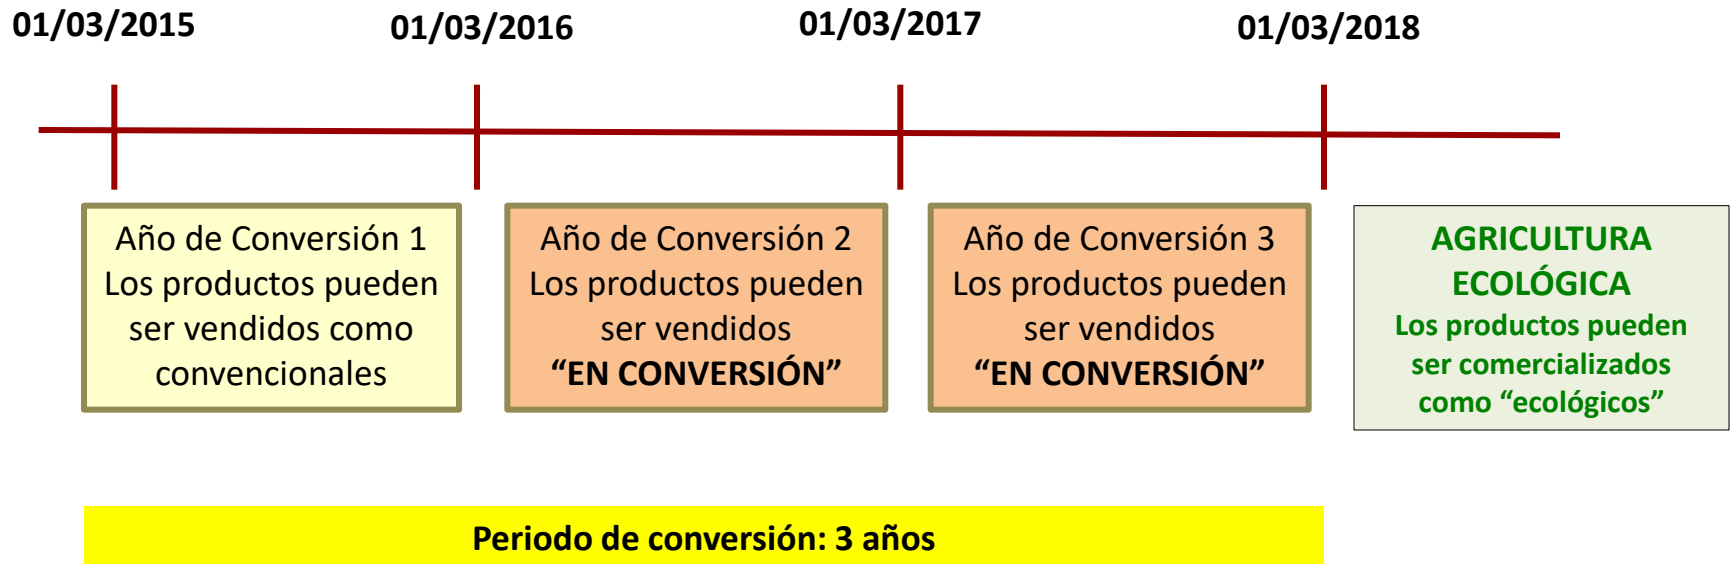 01/03/2015
01/03/2016
01/03/2017
01/03/2018
Año de Conversión 1
Los productos pueden
ser vendidos como
convencionales
Año de Conversión 2
Los productos pueden
ser vendidos
“EN CONVERSIÓN”
Año de Conversión 3
Los productos pueden
ser vendidos
“EN CONVERSIÓN”
AGRICULTURA
ECOLÓGICA
Los productos pueden
ser comercializados
como “ecológicos”
Periodo de conversión: 3 años